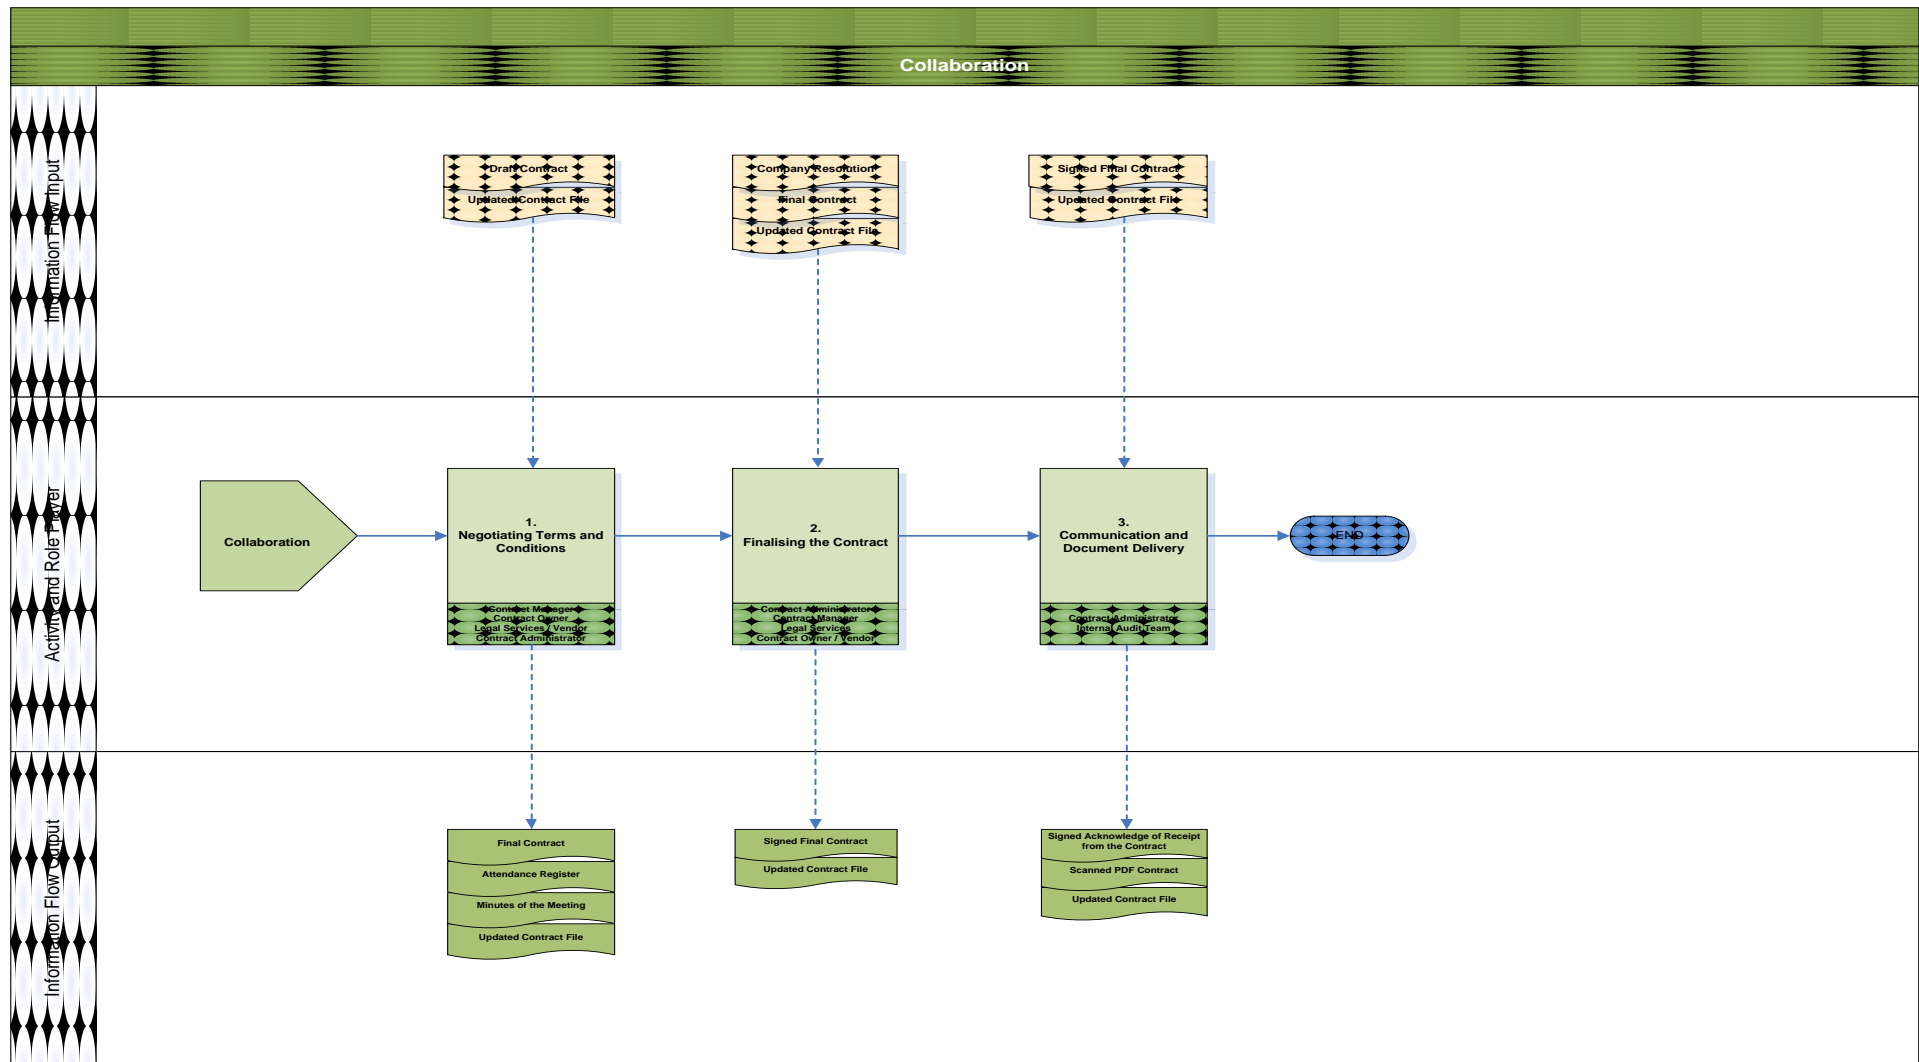 Collaboration
Information Flow Input
Draft Contract
Updated Contract File
Company Resolution
Final Contract
Updated Contract File
Signed Final Contract
Updated Contract File
Activity and Role Player
Collaboration
1.
Negotiating Terms and
Conditions
Contract Manager
Contract Owner
Legal Services / Vendor
Contract Administrator
2.
Finalising the Contract
Contract Administrator
Contract Manager
Legal Services
Contract Owner / Vendor
3.
Communication and
Document Delivery
Contract Administrator
Internal Audit Team
END
Information Flow Output
Final Contract
Attendance Register
Minutes of the Meeting
Updated Contract File
Signed Final Contract
Updated Contract File
Signed Acknowledge of Receipt
from the Contract
Scanned PDF Contract
Updated Contract File